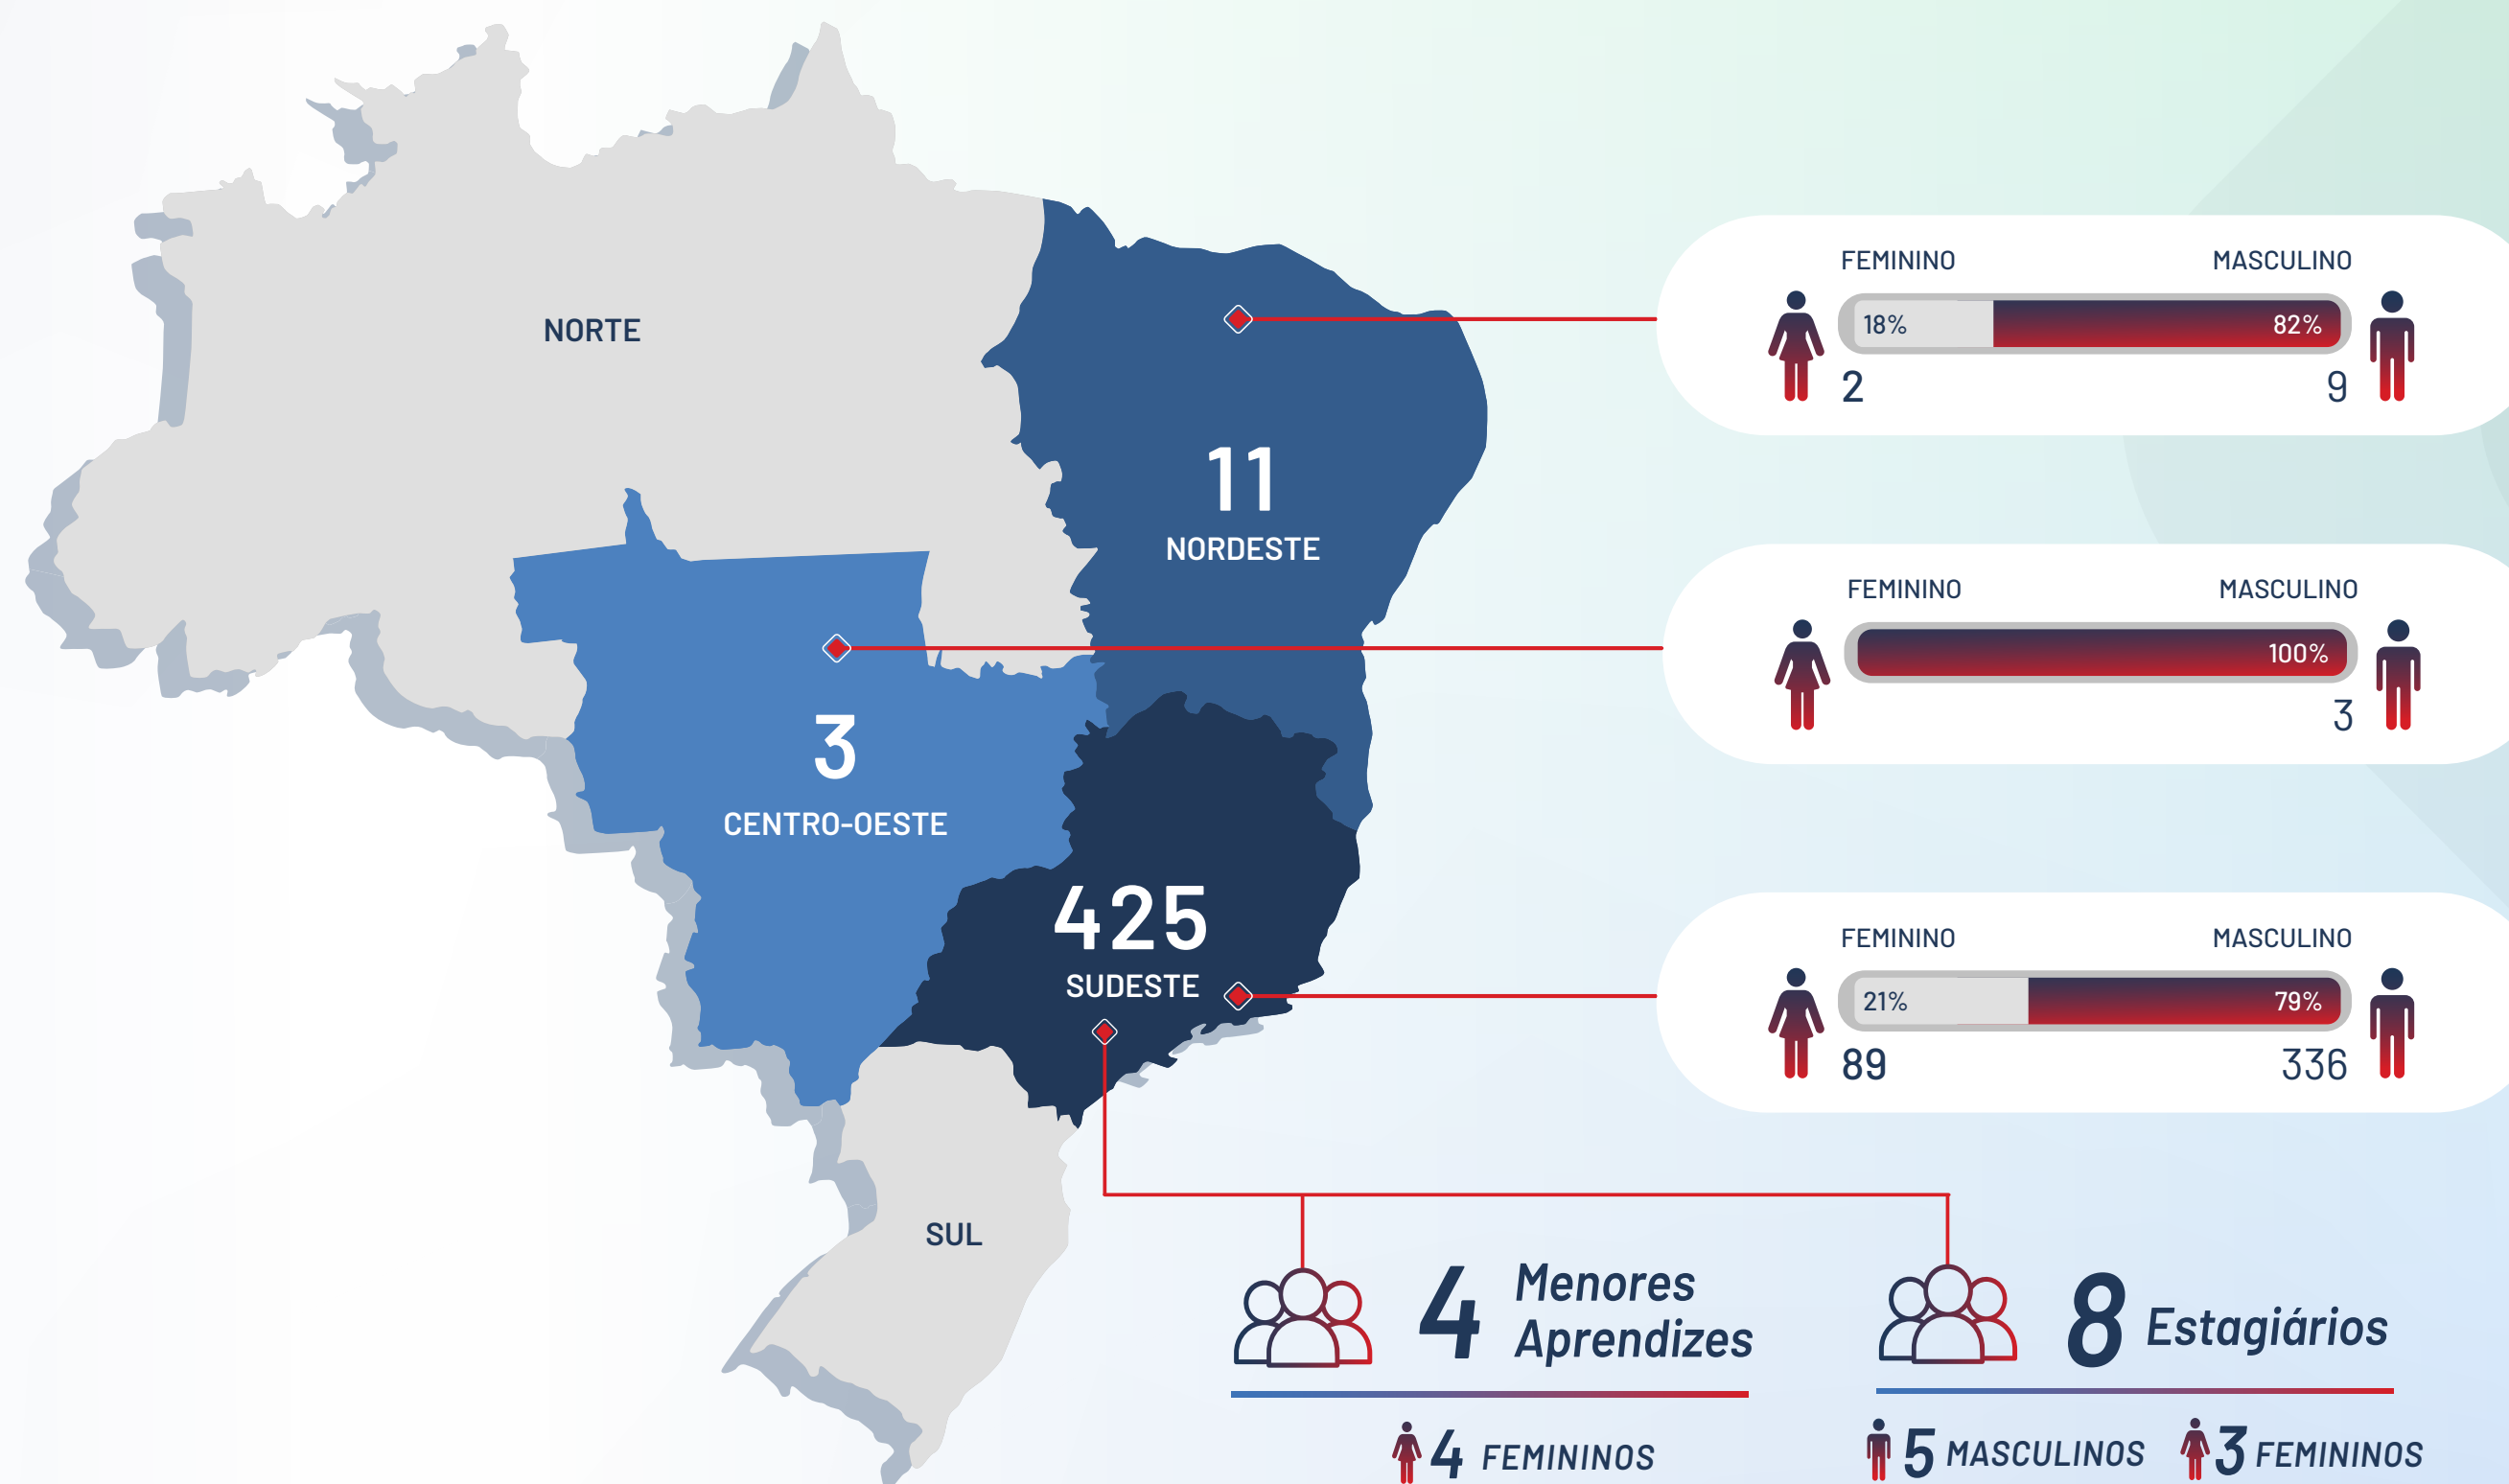 NORTE
11
NORDESTE
3
CENTRO-OESTE
425
SUDESTE
SUL
FEMININO MASCULINO
18% 82%
2 9
FEMININO MASCULINO
100%
3
FEMININO MASCULINO
21% 79%
89 336
4 Menores
Aprendizes
4 FEMININOS
8 Estagiários
5 MASCULINOS 3 FEMININOS